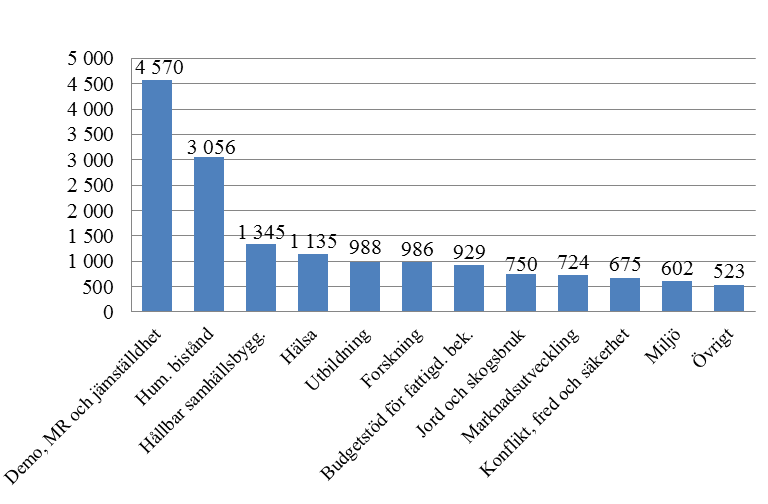 5 000
4 500
4 000
3 500
3 000
2 500
2 000
1 500
1 000
500
0
4 570
3 056
1 345
1 135
988
986
929
750
724
675
602
523
Demo, MR och jämställdhet
Hum. bistånd
Hållbar samhällsbygg.
Hälsa
Utbildning
Forskning
Budgetstöd för fattigd. bek.
Jord och skogsbruk
Marknadsutveckling
Konflikt, fred och säkerhet
Miljö
Övrigt